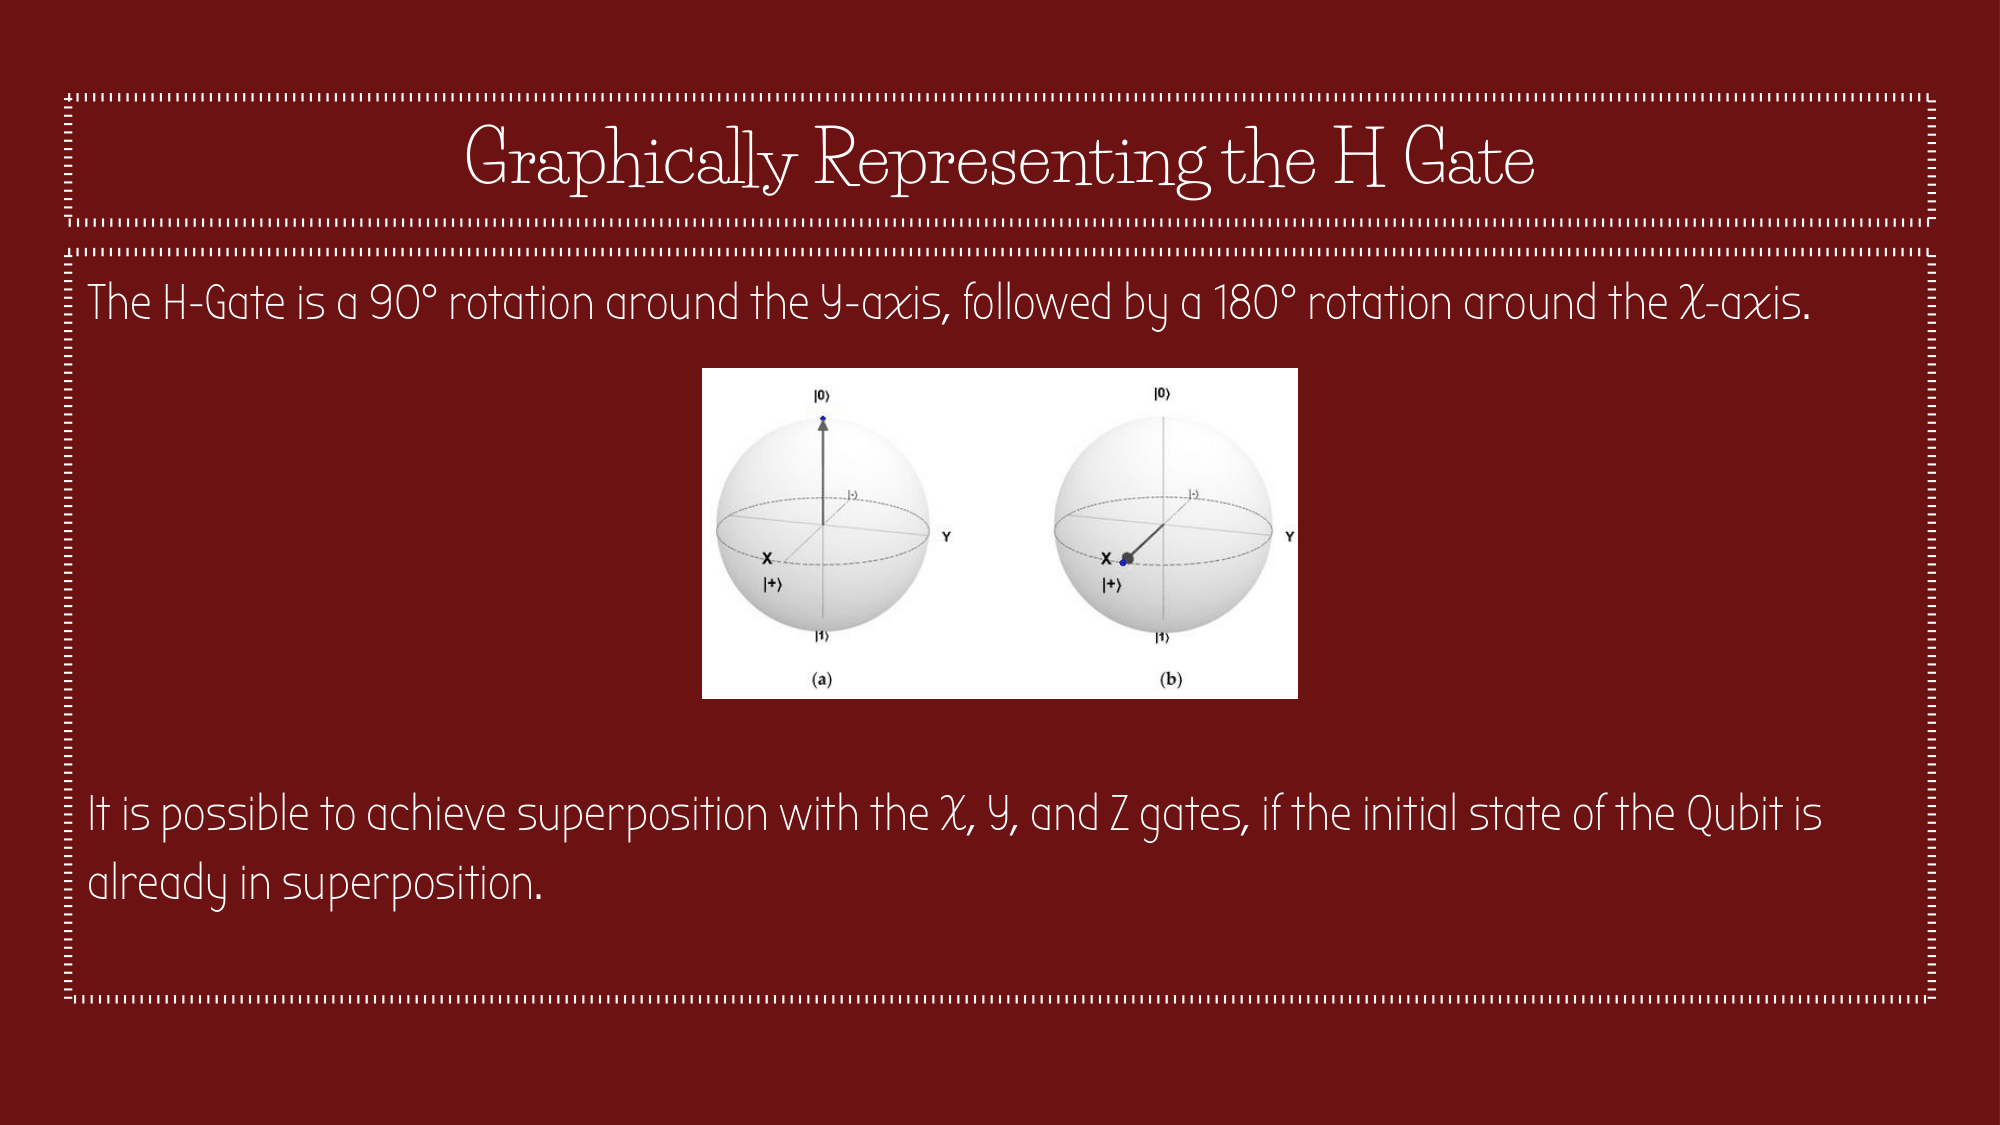 Graphically Representing the H Gate
The H-Gate is a 90° rotation around the Y-axis, followed by a 180° rotation around the X-axis.
|0⟩ |0⟩
|-⟩ |-⟩
Y Y
X X
|+⟩ |+⟩
|1⟩ |1⟩
(a) (b)
It is possible to achieve superposition with the X, Y, and Z gates, if the initial state of the Qubit is
already in superposition.